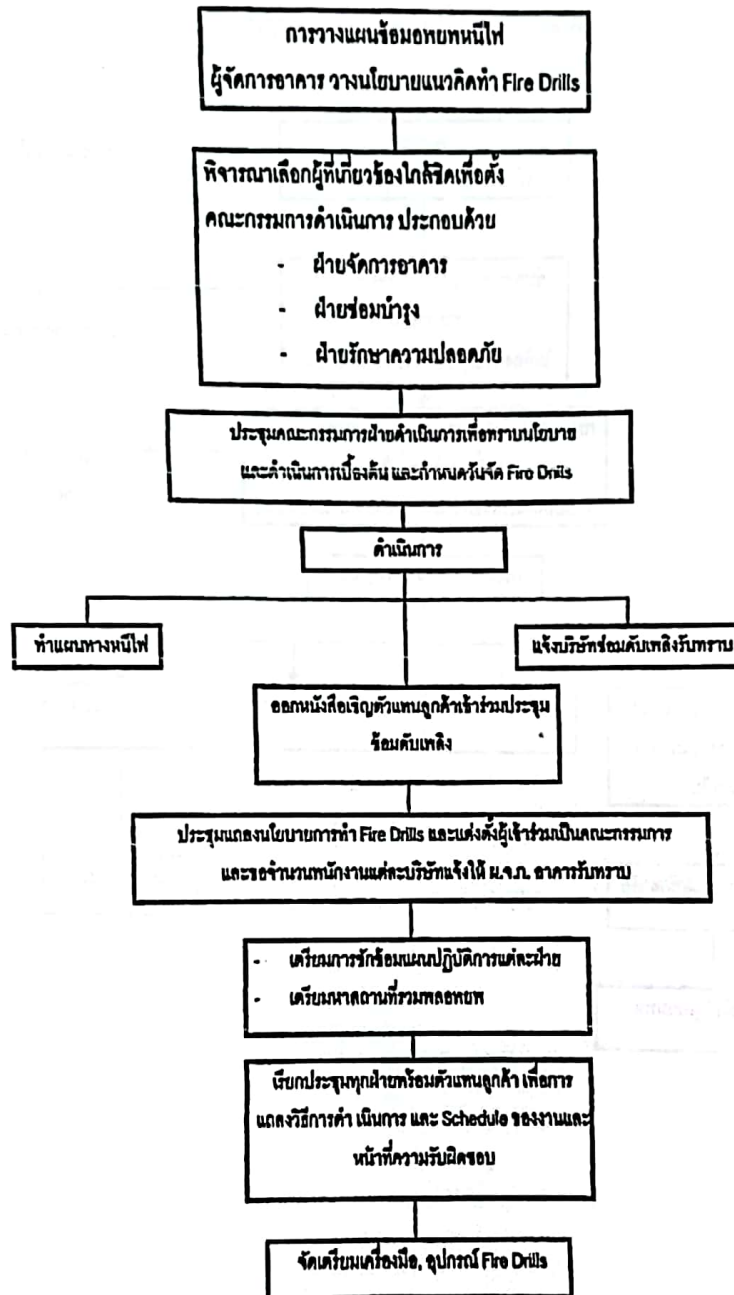 การวางแผนซ้อมอพยพหนีไฟ
ผู้จัดการอาคาร วางนโยบายแนวคิดทำ Fire Drills
พิจารณาเลือกผู้ที่เกี่ยวข้องใกล้ชิดเพื่อตั้ง
คณะกรรมการดำเนินการ ประกอบด้วย
- ฝ่ายจัดการอาคาร
- ฝ่ายซ่อมบำรุง
- ฝ่ายรักษาความปลอดภัย
ประชุมคณะกรรมการฝ่ายดำเนินการเพื่อทราบนโยบาย
และดำเนินการเบื้องต้น และกำหนดวันจัด Fire Drills
ดำเนินการ
ทำแผนทางหนีไฟ
แจ้งบริษัทซ่อมดับเพลิงรับทราบ
ออกหนังสือเชิญตัวแทนลูกค้าเข้าร่วมประชุม
ซ้อมดับเพลิง
ประชุมแถลงนโยบายการทำ Fire Drills และแต่งตั้งผู้เข้าร่วมเป็นคณะกรรมการ
และขอจำนวนพนักงานแต่ละบริษัทแจ้งให้ ผ.จ.ก. อาคารรับทราบ
- เตรียมการซักซ้อมแผนปฏิบัติการแต่ละฝ่าย
- เตรียมหาสถานที่รวมพลอพยพ
เรียกประชุมทุกฝ่ายพร้อมตัวแทนลูกค้า เพื่อการ
แถลงวิธีการดำ เนินการ และ Schedule ของงานและ
หน้าที่ความรับผิดชอบ
จัดเตรียมเครื่องมือ, อุปกรณ์ Fire Drills